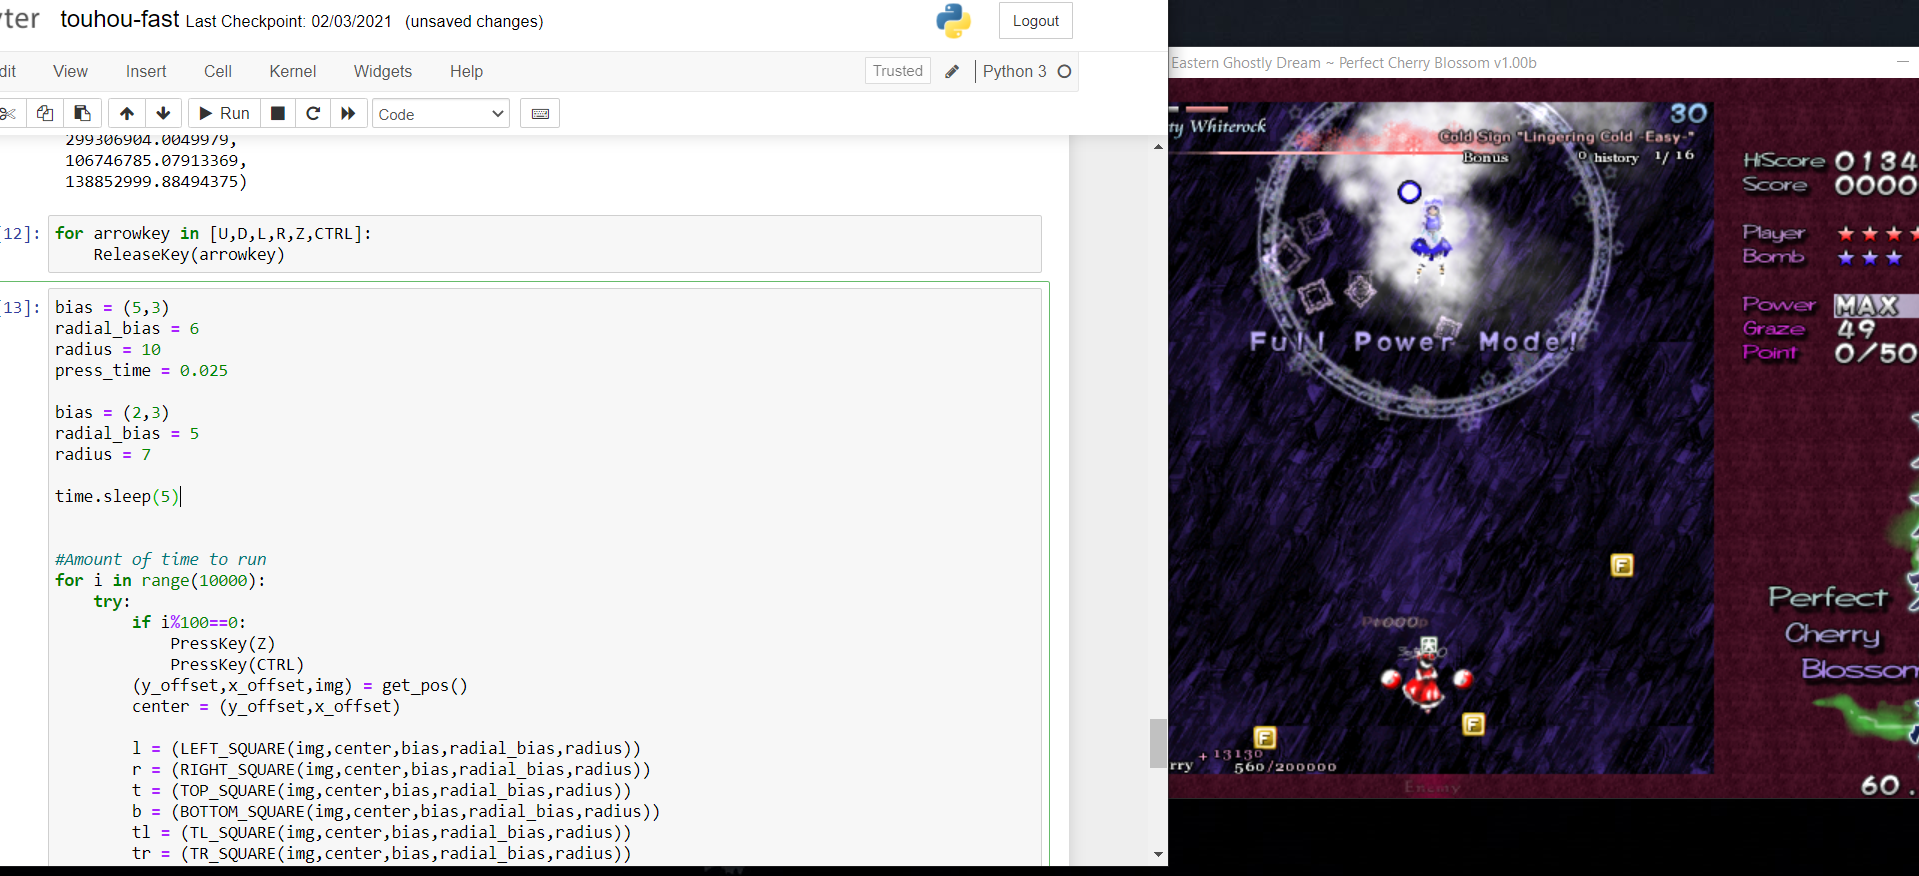 yter touhou-fast Last Checkpoint: 02/03/2021 (unsaved changes)
Logout
dit View Insert Cell Kernel Widgets Help
Trusted
Python 3
Run
Code
299306904.0049979,
106746785.07913369,
138852999.88494375)
[12]:
for arrowkey in [U,D,L,R,Z,CTRL]:
ReleaseKey(arrowkey)
[13]:
bias = (5,3)
radial_bias = 6
radius = 10
press_time = 0.025
bias = (2,3)
radial_bias = 5
radius = 7
time.sleep(5)
#Amount of time to run
for i in range(10000):
try:
if i%100==0:
PressKey(Z)
PressKey(CTRL)
(y_offset,x_offset,img) = get_pos()
center = (y_offset,x_offset)
l = (LEFT_SQUARE(img,center,bias,radial_bias,radius))
r = (RIGHT_SQUARE(img,center,bias,radial_bias,radius))
t = (TOP_SQUARE(img,center,bias,radial_bias,radius))
b = (BOTTOM_SQUARE(img,center,bias,radial_bias,radius))
tl = (TL_SQUARE(img,center,bias,radial_bias,radius))
tr = (TR_SQUARE(img,center,bias,radial_bias,radius))
Eastern Ghostly Dream ~ Perfect Cherry Blossom v1.00b
30
ty Whiterock
Cold Sign "Lingering Cold -Easy-"
Bonus 0 history 1/16
Full Power Mode!
F
F
F
+13130
rry 560/200000
Enemy
HiScore 0134
Score 0000
Player
Bomb
Power MAX
Graze 49
Point 0/50
Perfect
Cherry
Blossom
60.